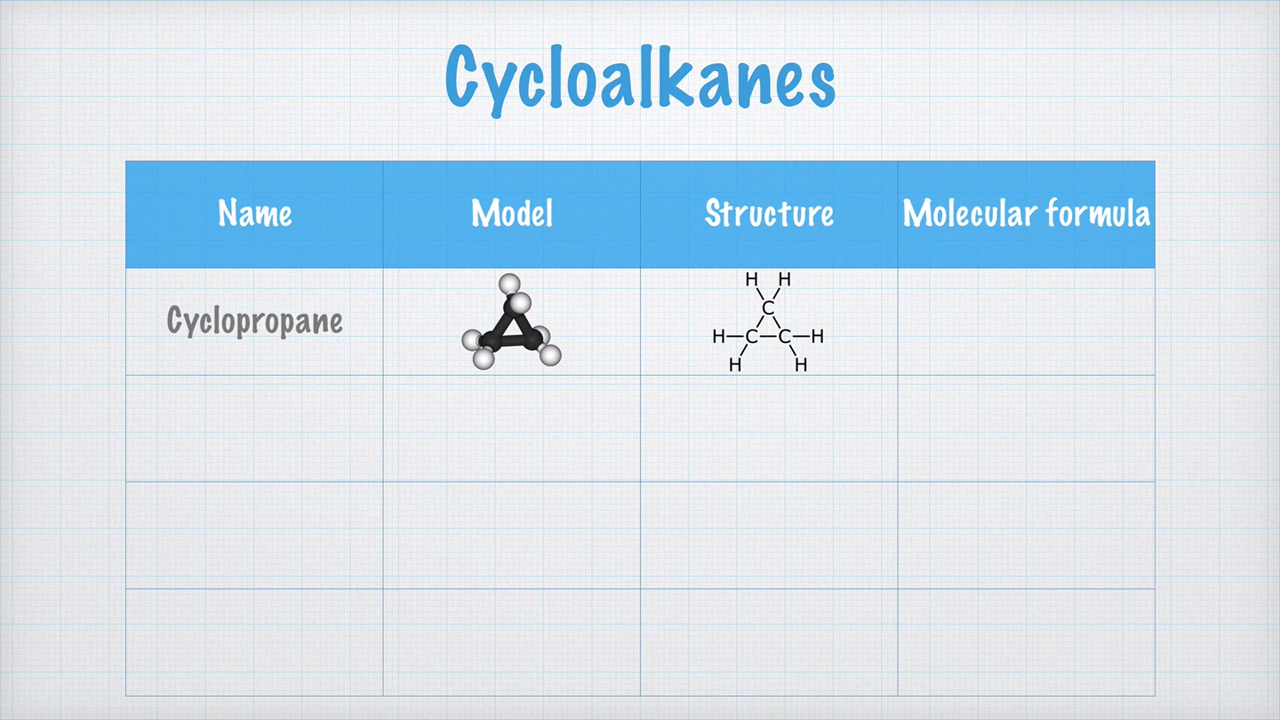 Cycloalkanes
Name Model Structure Molecular formula
Cyclopropane
H H
C
H C C H
H H